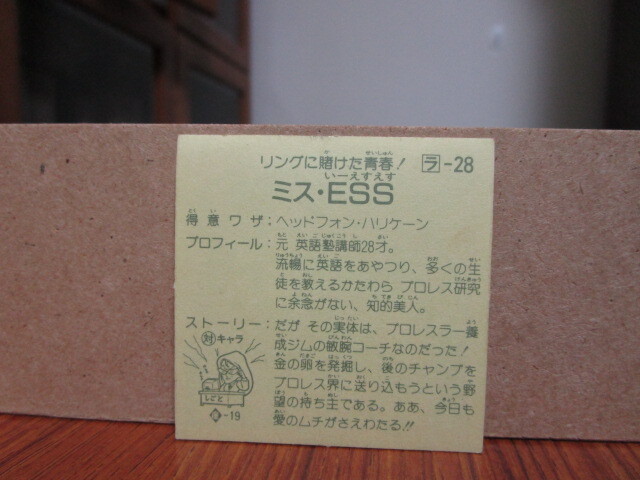 リングに賭けた青春！ ラ-28
ミス・ESS
得意ワザ：ヘッドフォン・ハリケーン
プロフィール：元 英語塾講師28才。
流暢に英語をあやつり、多くの生
徒を教えるかたわら プロレス研究
に余念がない、知的美人。
ストーリー：だが その実体は、プロレスラー養
成ジムの敏腕コーチなのだった！
金の卵を発掘し、後のチャンプを
プロレス界に送り込もうという野
望の持ち主である。ああ、今日も
愛のムチがさえわたる!!
対キャラ
しごと！
-19